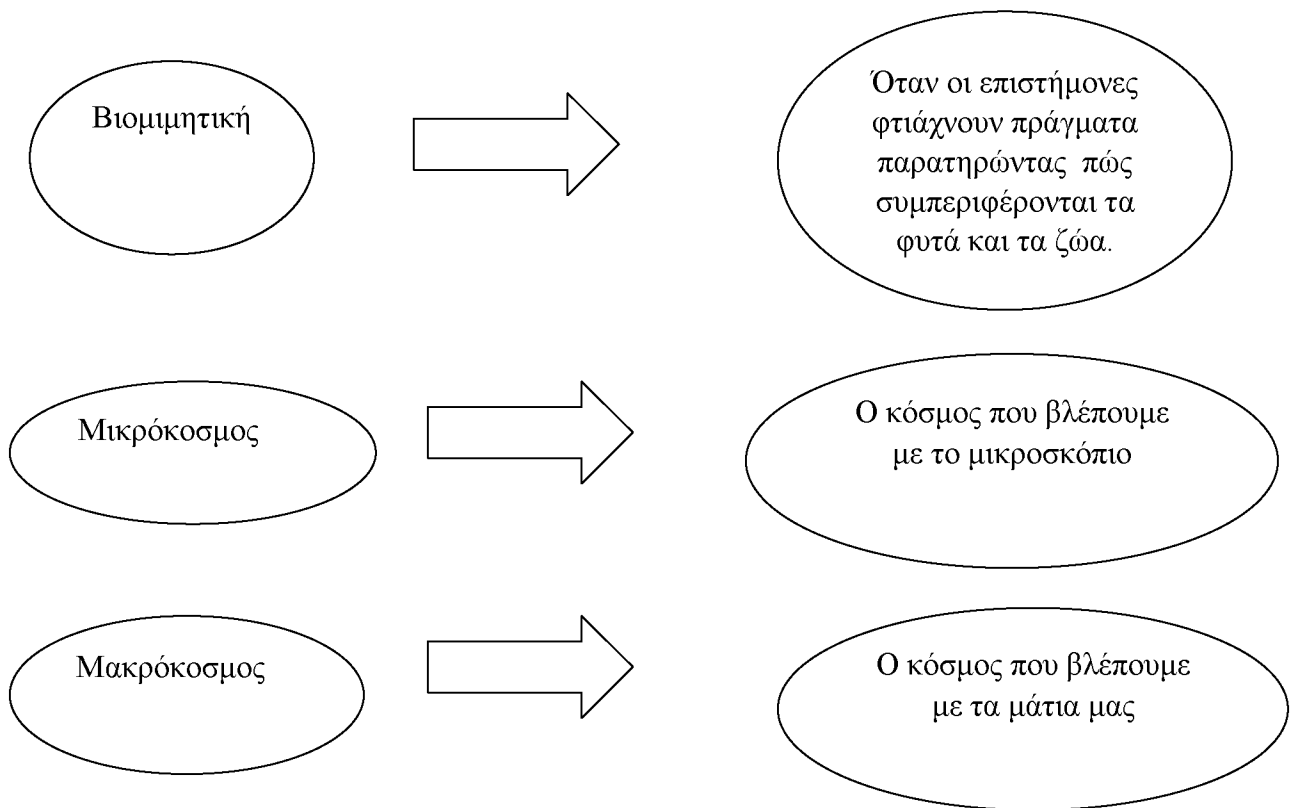 Βιομιμητική
Όταν οι επιστήμονες
φτιάχνουν πράγματα
παρατηρώντας πώς
συμπεριφέρονται τα
φυτά και τα ζώα.
Μικρόκοσμος
Ο κόσμος που βλέπουμε
με το μικροσκόπιο
Μακρόκοσμος
Ο κόσμος που βλέπουμε
με τα μάτια μας